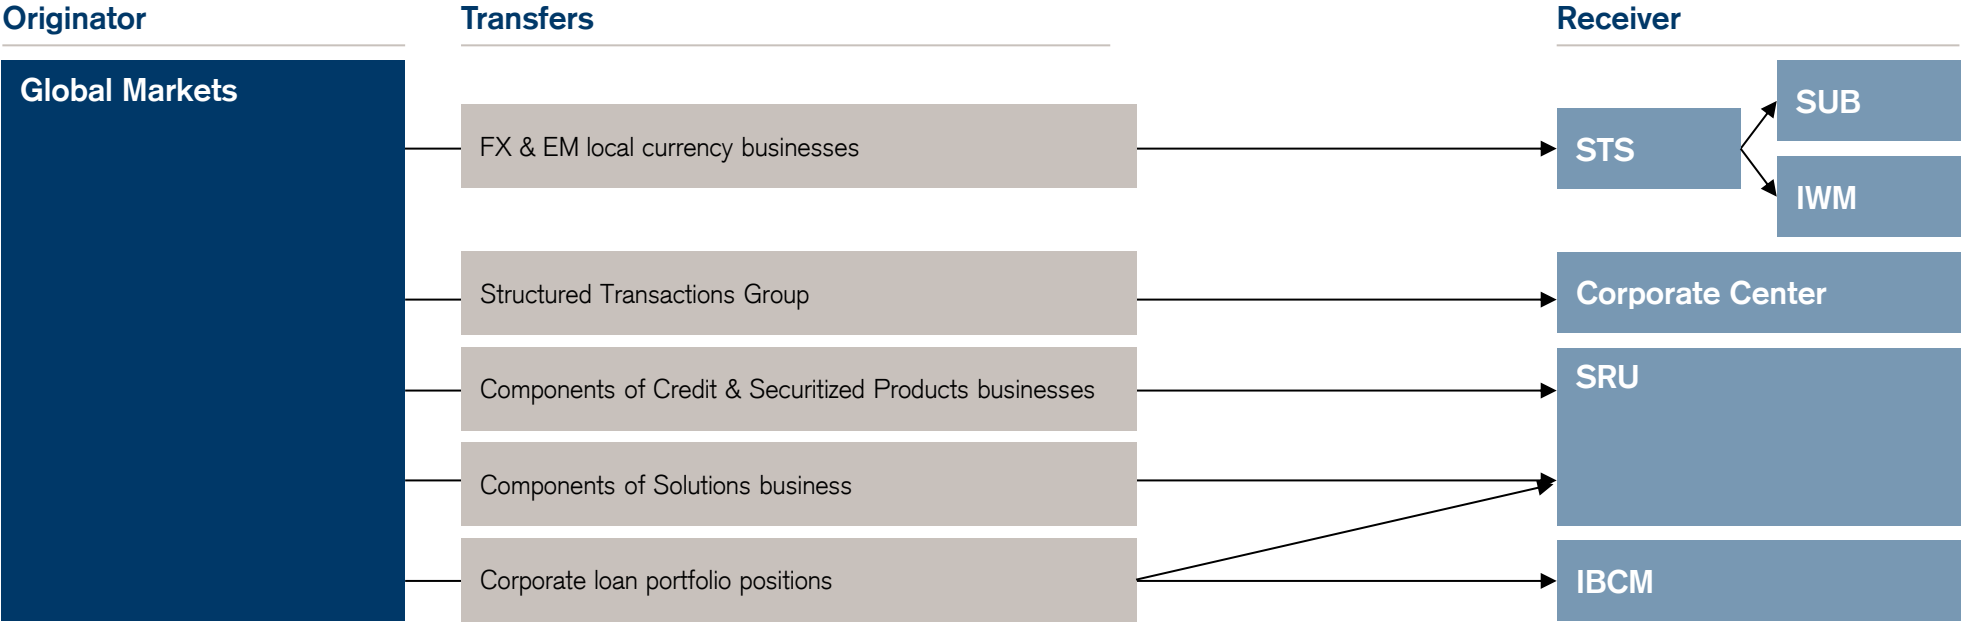 Originator
Transfers
Receiver
Global Markets
FX & EM local currency businesses
STS
SUB
IWM
Structured Transactions Group
Corporate Center
Components of Credit & Securitized Products businesses
SRU
Components of Solutions business
Corporate loan portfolio positions
IBCM